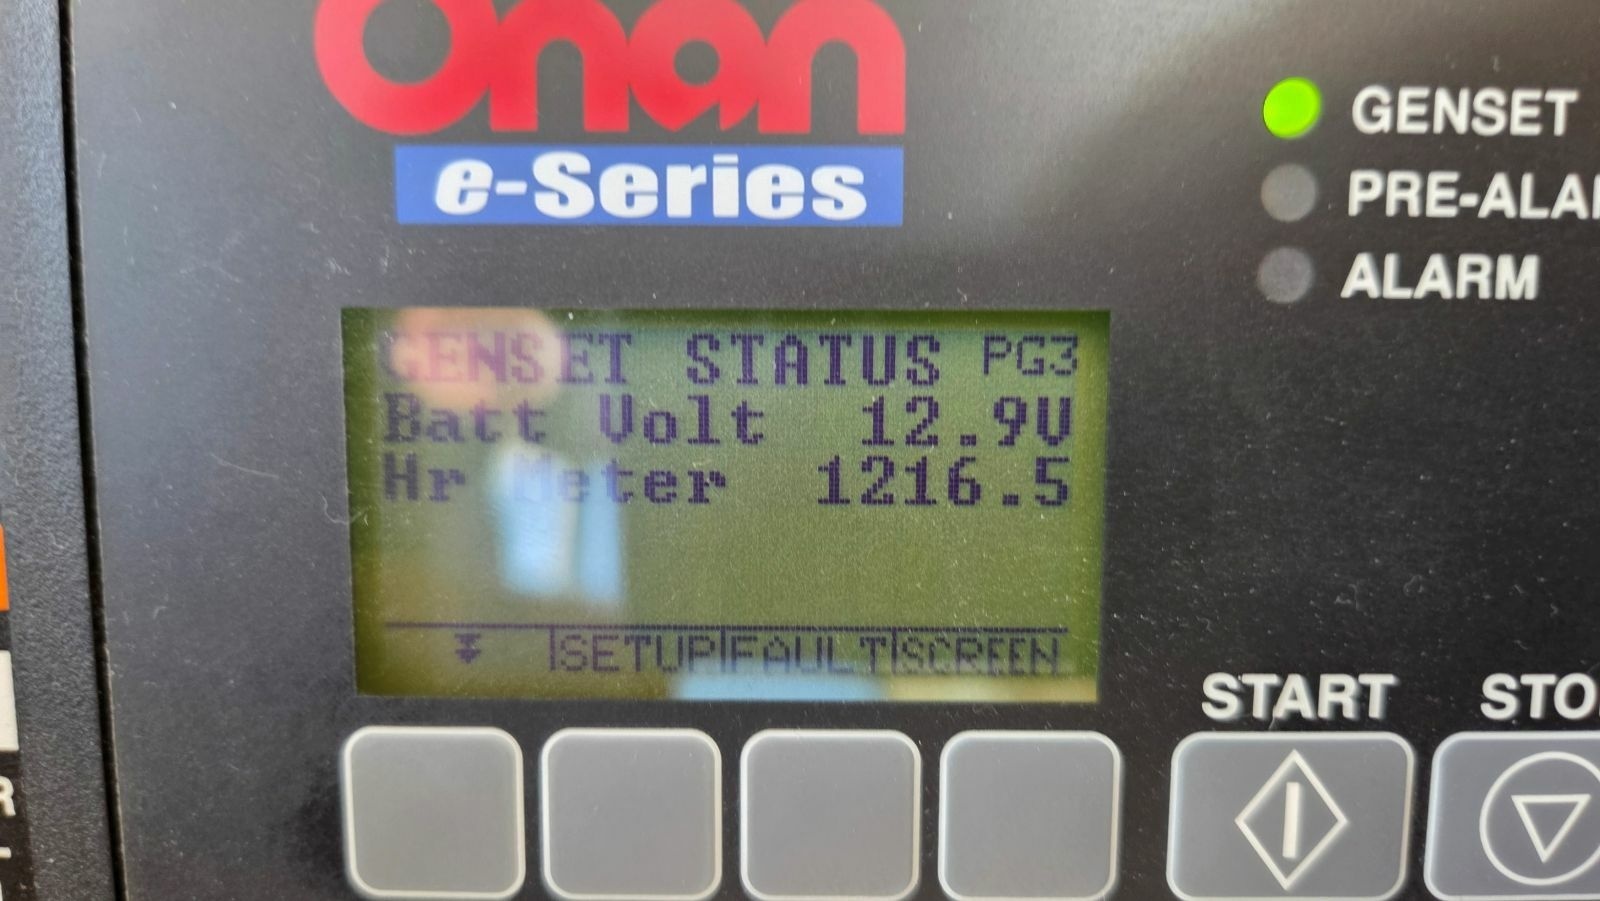 Onan
e-Series
GENSET
PRE-ALAR
ALARM
GENSET STATUS PG3
Batt Volt 12.9V
Hr Meter 1216.5
SETUP FAULT SCREEN
START
STO
R